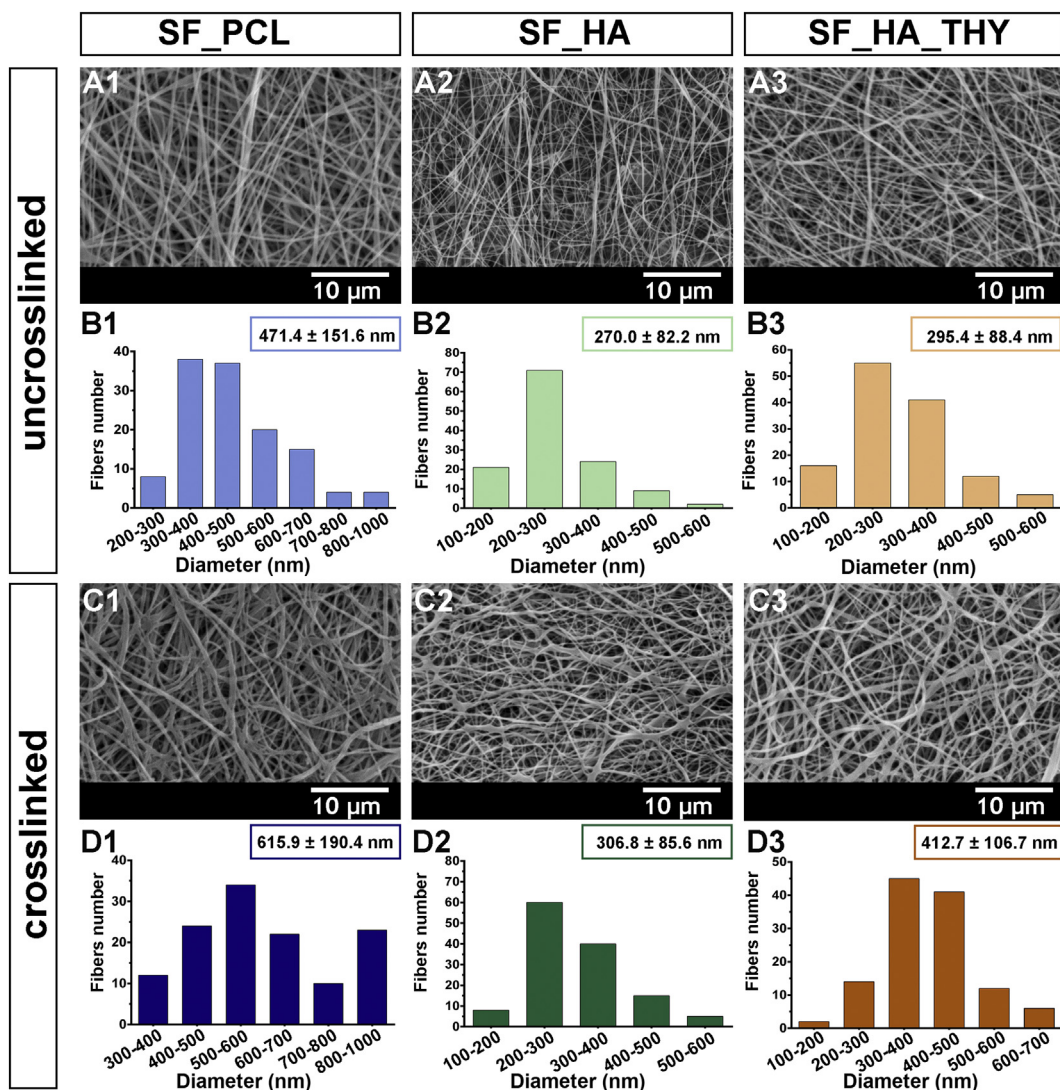 SF_PCL
SF_HA
SF_HA_THY
uncrosslinked
A1
10 µm
A2
10 µm
A3
10 µm
B1
471.4 ± 151.6 nm
Fibers number
40
30
20
10
0
200-300
300-400
400-500
500-600
600-700
700-800
800-1000
Diameter (nm)
B2
270.0 ± 82.2 nm
Fibers number
80
70
60
50
40
30
20
10
0
100-200
200-300
300-400
400-500
500-600
Diameter (nm)
B3
295.4 ± 88.4 nm
Fibers number
60
50
40
30
20
10
0
100-200
200-300
300-400
400-500
500-600
Diameter (nm)
crosslinked
C1
10 µm
C2
10 µm
C3
10 µm
D1
615.9 ± 190.4 nm
Fibers number
40
30
20
10
0
300-400
400-500
500-600
600-700
700-800
800-1000
Diameter (nm)
D2
306.8 ± 85.6 nm
Fibers number
80
70
60
50
40
30
20
10
0
100-200
200-300
300-400
400-500
500-600
Diameter (nm)
D3
412.7 ± 106.7 nm
Fibers number
50
40
30
20
10
0
100-200
200-300
300-400
400-500
500-600
600-700
Diameter (nm)